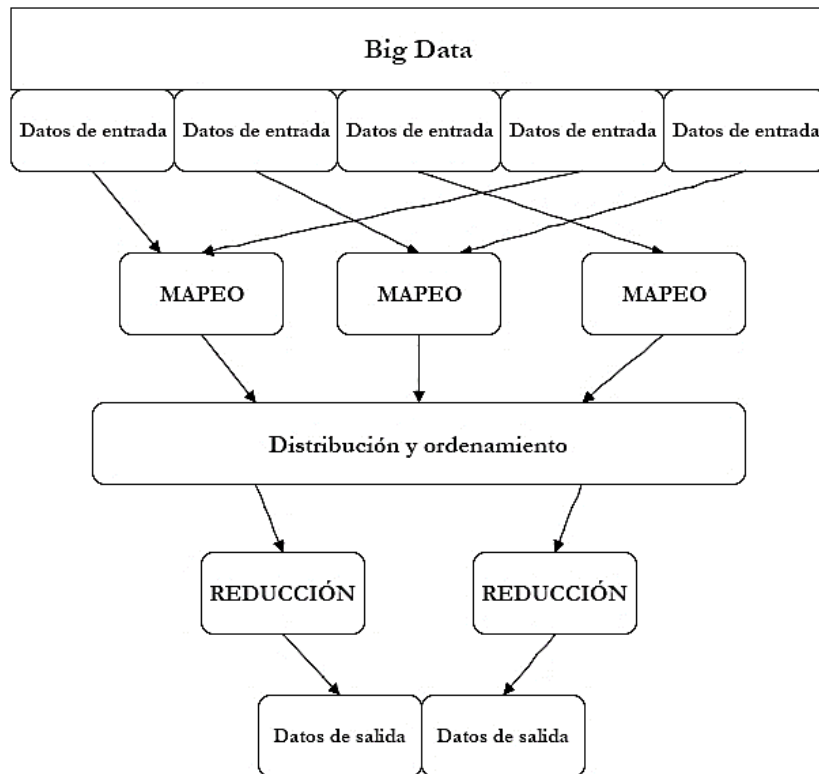 Big Data
Datos de entrada
Datos de entrada
Datos de entrada
Datos de entrada
Datos de entrada
MAPEO
MAPEO
MAPEO
Distribución y ordenamiento
REDUCCIÓN
REDUCCIÓN
Datos de salida
Datos de salida